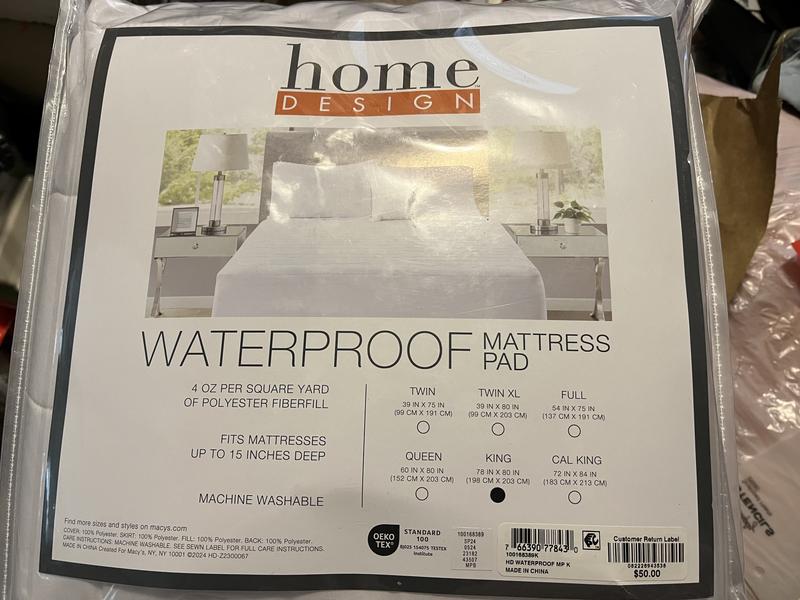 home
DESIGN
WATERPROOF MATTRESS PAD
4 OZ PER SQUARE YARD
OF POLYESTER FIBERFILL
FITS MATTRESSES
UP TO 15 INCHES DEEP
MACHINE WASHABLE
TWIN
39 IN X 75 IN
(99 CM X 191 CM)
TWIN XL
39 IN X 80 IN
(99 CM X 203 CM)
FULL
54 IN X 75 IN
(137 CM X 191 CM)
QUEEN
60 IN X 80 IN
(152 CM X 203 CM)
KING
78 IN X 80 IN
(198 CM X 203 CM)
CAL KING
72 IN X 84 IN
(183 CM X 213 CM)
Find more sizes and styles on macys.com
COVER: 100% Polyester. SKIRT: 100% Polyester. FILL: 100% Polyester. BACK: 100% Polyester.
CARE INSTRUCTIONS: MACHINE WASHABLE. SEE SEWN LABEL FOR FULL CARE INSTRUCTIONS.
MADE IN CHINA Created For Macy's, NY, NY 10001 ©2024 HD-Z2300067
OEKO
TEX®
STANDARD
100
BJ025 154075 TESTEX
Institute
100168389
SP24
0524
23182
43507
MPB
7 66390 77843 0
100168389K
HD WATERPROOF MP K
MADE IN CHINA
Customer Return Label
082228943538
$50.00